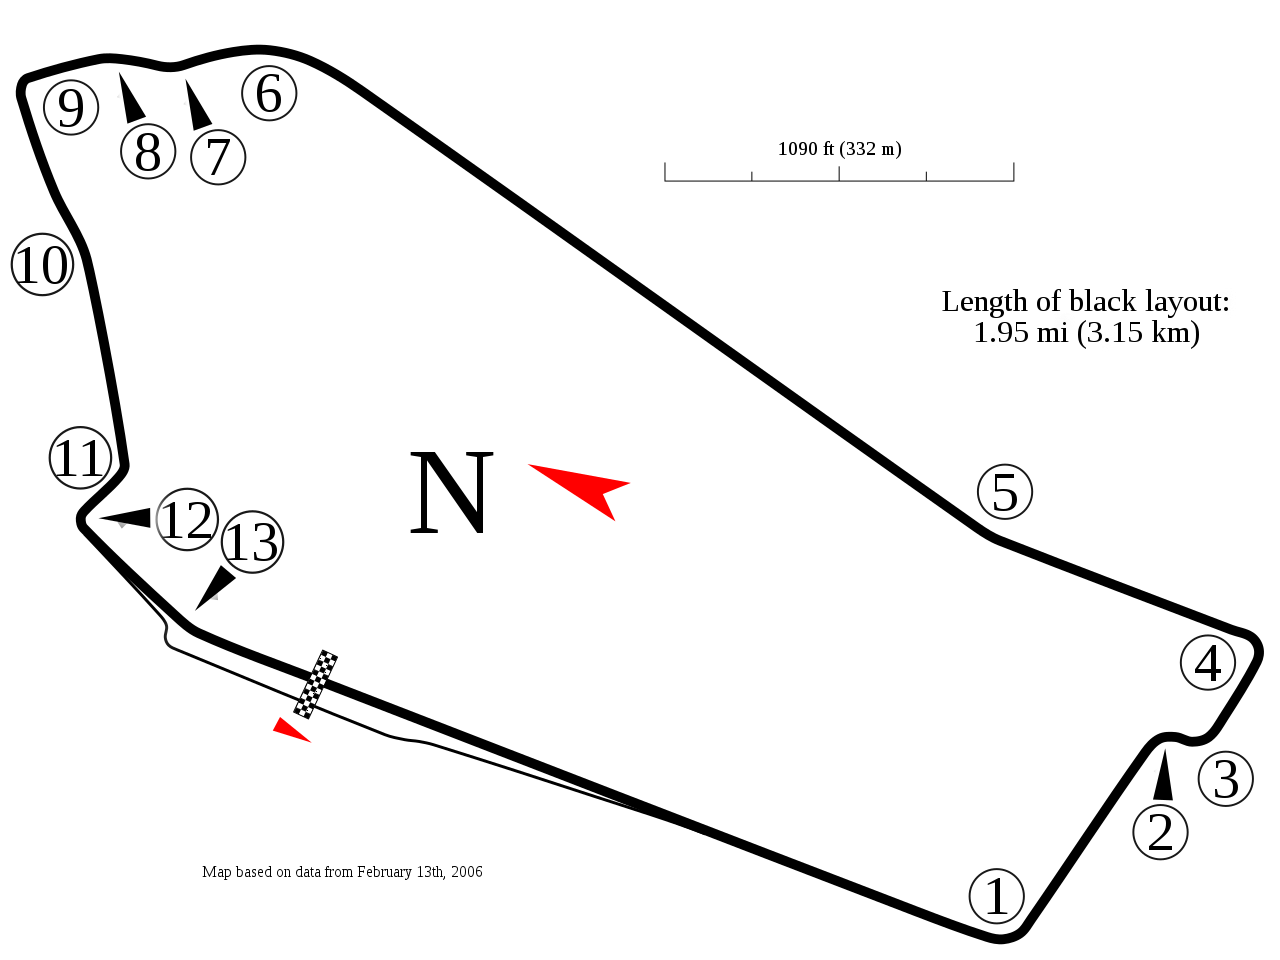 6
9
8
7
1090 ft (332 m)
10
Length of black layout:
1.95 mi (3.15 km)
11
N
5
12
13
4
3
2
Map based on data from February 13th, 2006
1